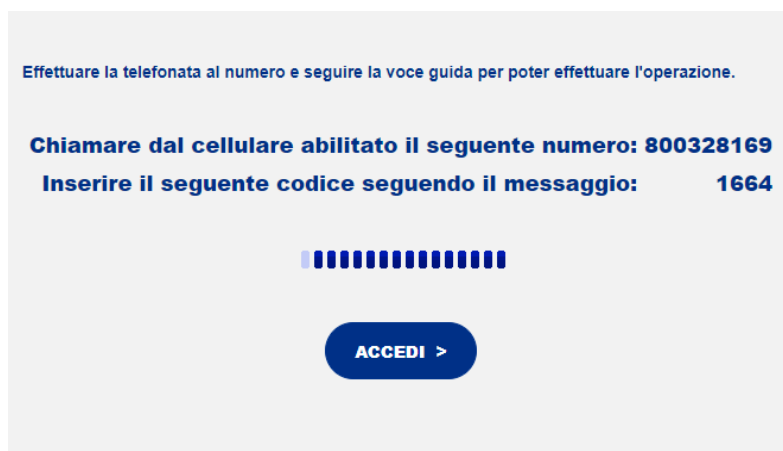 Effettuare la telefonata al numero e seguire la voce guida per poter effettuare l'operazione.
Chiamare dal cellulare abilitato il seguente numero: 800328169
Inserire il seguente codice seguendo il messaggio: 1664
ACCEDI >